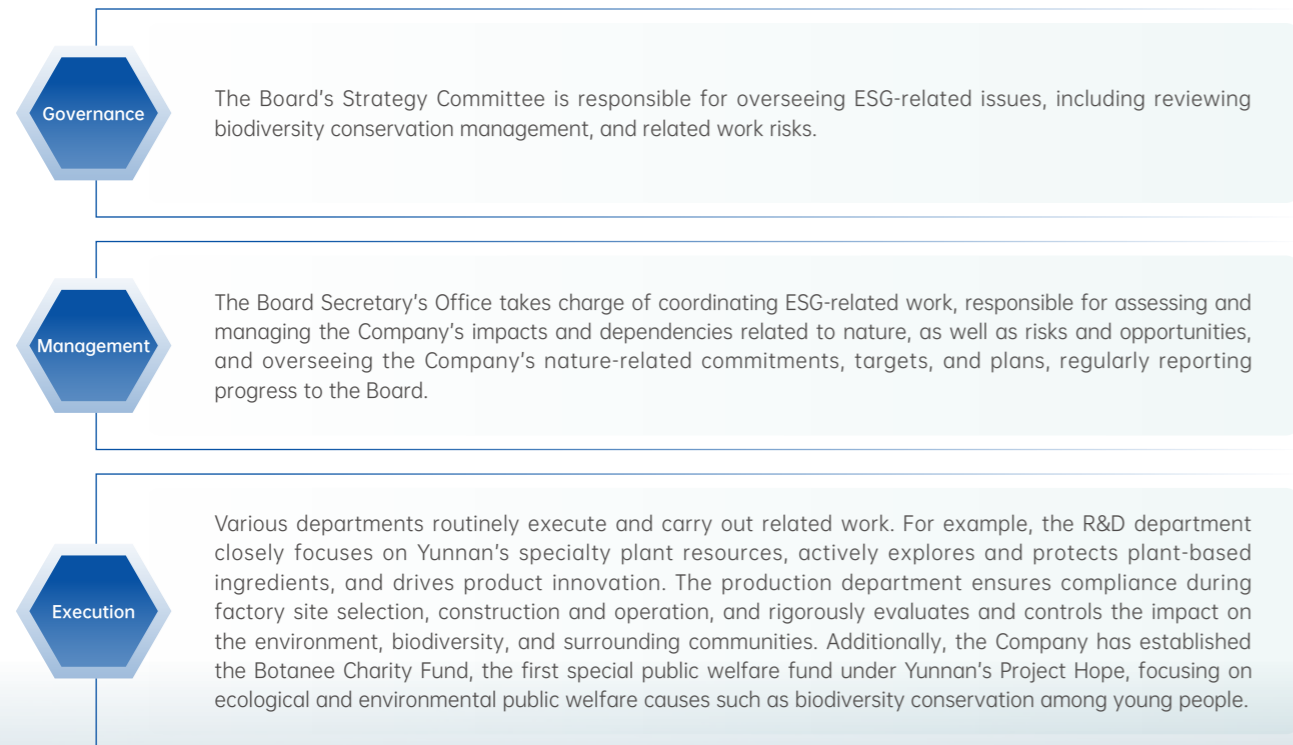 Governance
The Board's Strategy Committee is responsible for overseeing ESG-related issues, including reviewing
biodiversity conservation management, and related work risks.
Management
The Board Secretary's Office takes charge of coordinating ESG-related work, responsible for assessing and
managing the Company's impacts and dependencies related to nature, as well as risks and opportunities,
and overseeing the Company's nature-related commitments, targets, and plans, regularly reporting
progress to the Board.
Execution
Various departments routinely execute and carry out related work. For example, the R&D department
closely focuses on Yunnan's specialty plant resources, actively explores and protects plant-based
ingredients, and drives product innovation. The production department ensures compliance during
factory site selection, construction and operation, and rigorously evaluates and controls the impact on
the environment, biodiversity, and surrounding communities. Additionally, the Company has established
the Botanee Charity Fund, the first special public welfare fund under Yunnan's Project Hope, focusing on
ecological and environmental public welfare causes such as biodiversity conservation among young people.